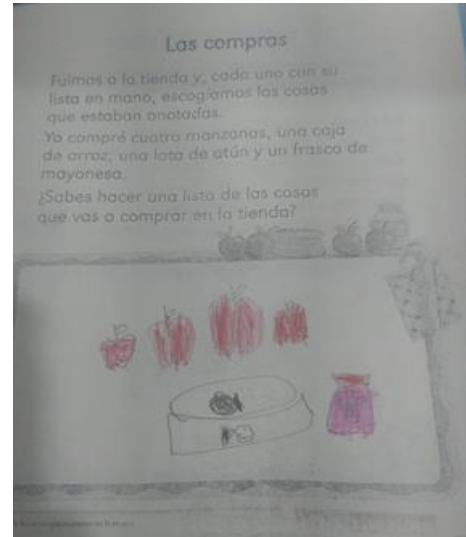 Las compras
Fuimos a la tienda y, cada uno con su
lista en mano, escogíamos las cosas
que estaban anotadas.
Yo compré cuatro manzanas, una caja
de arroz, una lata de atún y un frasco de
mayonesa.
¿Sabes hacer una lista de las cosas
que vas a comprar en la tienda?